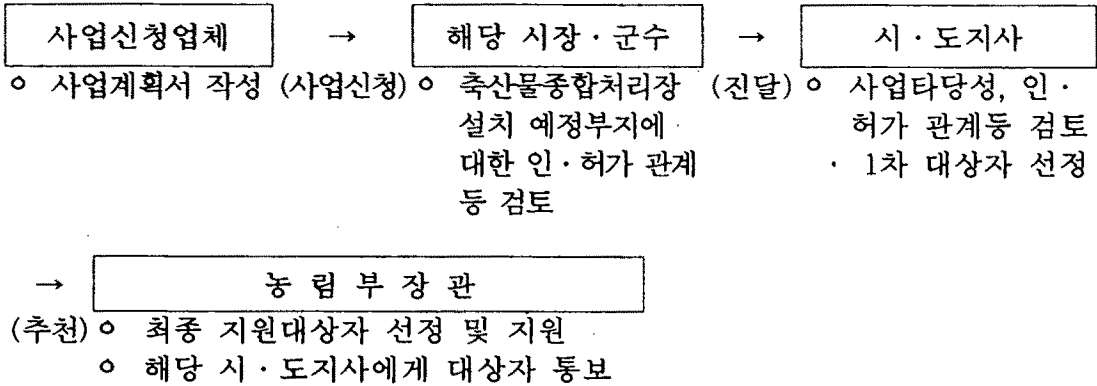 사업신청업체 → 해당 시장·군수 → 시·도지사
○ 사업계획서 작성 (사업신청) ○ 축산물종합처리장 (진달) ○ 사업타당성, 인·
설치 예정부지에 허가 관계등 검토
대한 인·허가 관계 · 1차 대상자 선정
등 검토
→ 농림부장관
(추천) ○ 최종 지원대상자 선정 및 지원
○ 해당 시·도지사에게 대상자 통보